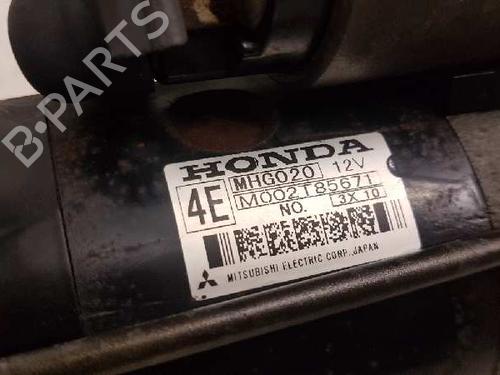 B-PARTS
HONDA
4E MHG020 12V
M002T85671
NO. 3X10
MITSUBISHI ELECTRIC CORP. JAPAN